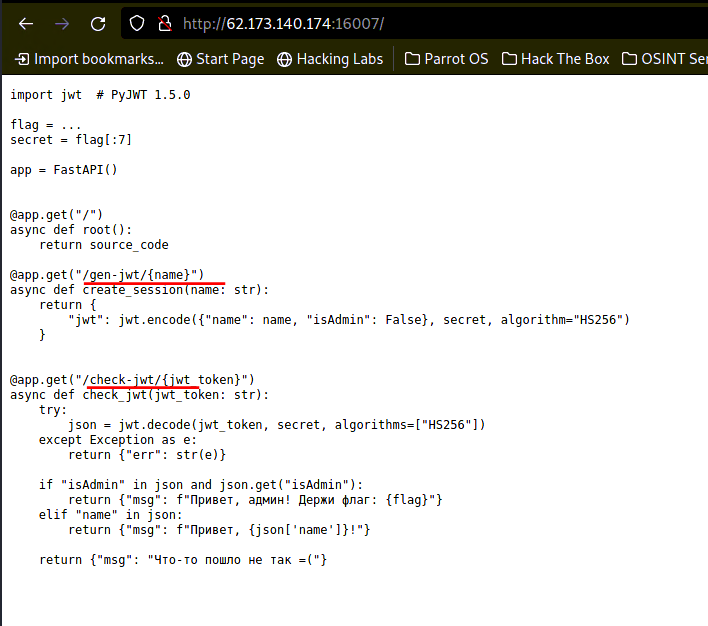 http://62.173.140.174:16007/
Import bookmarks... Start Page Hacking Labs Parrot OS Hack The Box OSINT Ser
import jwt  # PyJWT 1.5.0
flag = ...
secret = flag[:7]
app = FastAPI()
@app.get("/")
async def root():
    return source_code
@app.get("/gen-jwt/{name}")
async def create_session(name: str):
    return {
        "jwt": jwt.encode({"name": name, "isAdmin": False}, secret, algorithm="HS256")
    }
@app.get("/check-jwt/{jwt_token}")
async def check_jwt(jwt_token: str):
    try:
        json = jwt.decode(jwt_token, secret, algorithms=["HS256"])
    except Exception as e:
        return {"err": str(e)}
    if "isAdmin" in json and json.get("isAdmin"):
        return {"msg": f"Привет, админ! Держи флаг: {flag}"}
    elif "name" in json:
        return {"msg": f"Привет, {json['name']}!"}
    return {"msg": "Что-то пошло не так =("}